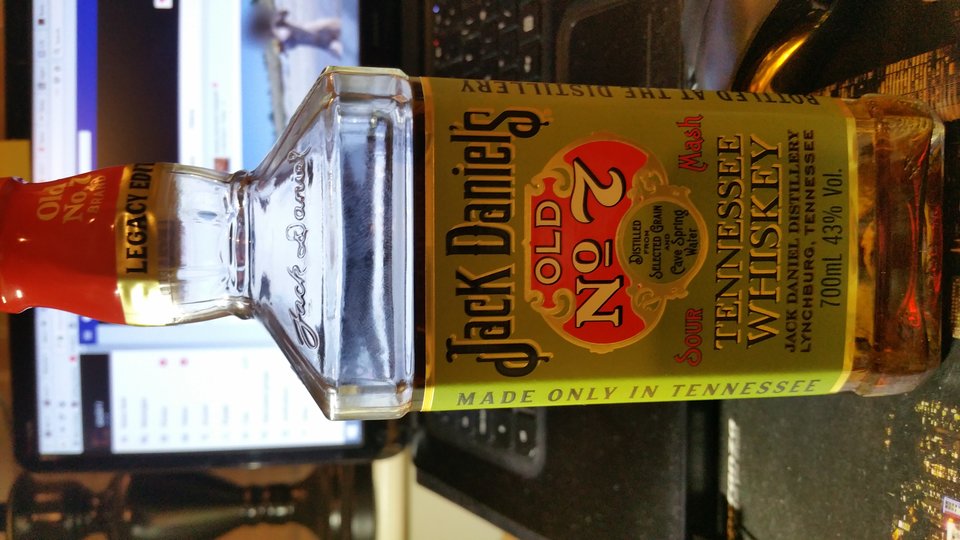 Old
No. 7
BRAND
LEGACY EDIT
Jack Daniel
Jack Daniel's
OLD
No 7
DISTILLED
FROM
SELECTED GRAIN
AND
Cave Spring
Water
Sour Mash
TENNESSEE
WHISKEY
JACK DANIEL DISTILLERY
LYNCHBURG, TENNESSEE
700mL 43% Vol.
MADE ONLY IN TENNESSEE
BOTTLED AT THE DISTILLERY